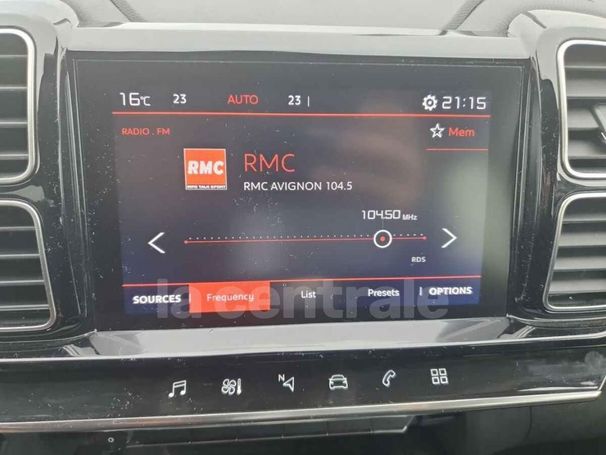 16°C 23 AUTO 23 21:15
RADIO . FM
Mem
RMC
RMC
RMC AVIGNON 104.5
104.50 MHz
RDS
SOURCES Frequency List Presets OPTIONS
la centrale
N